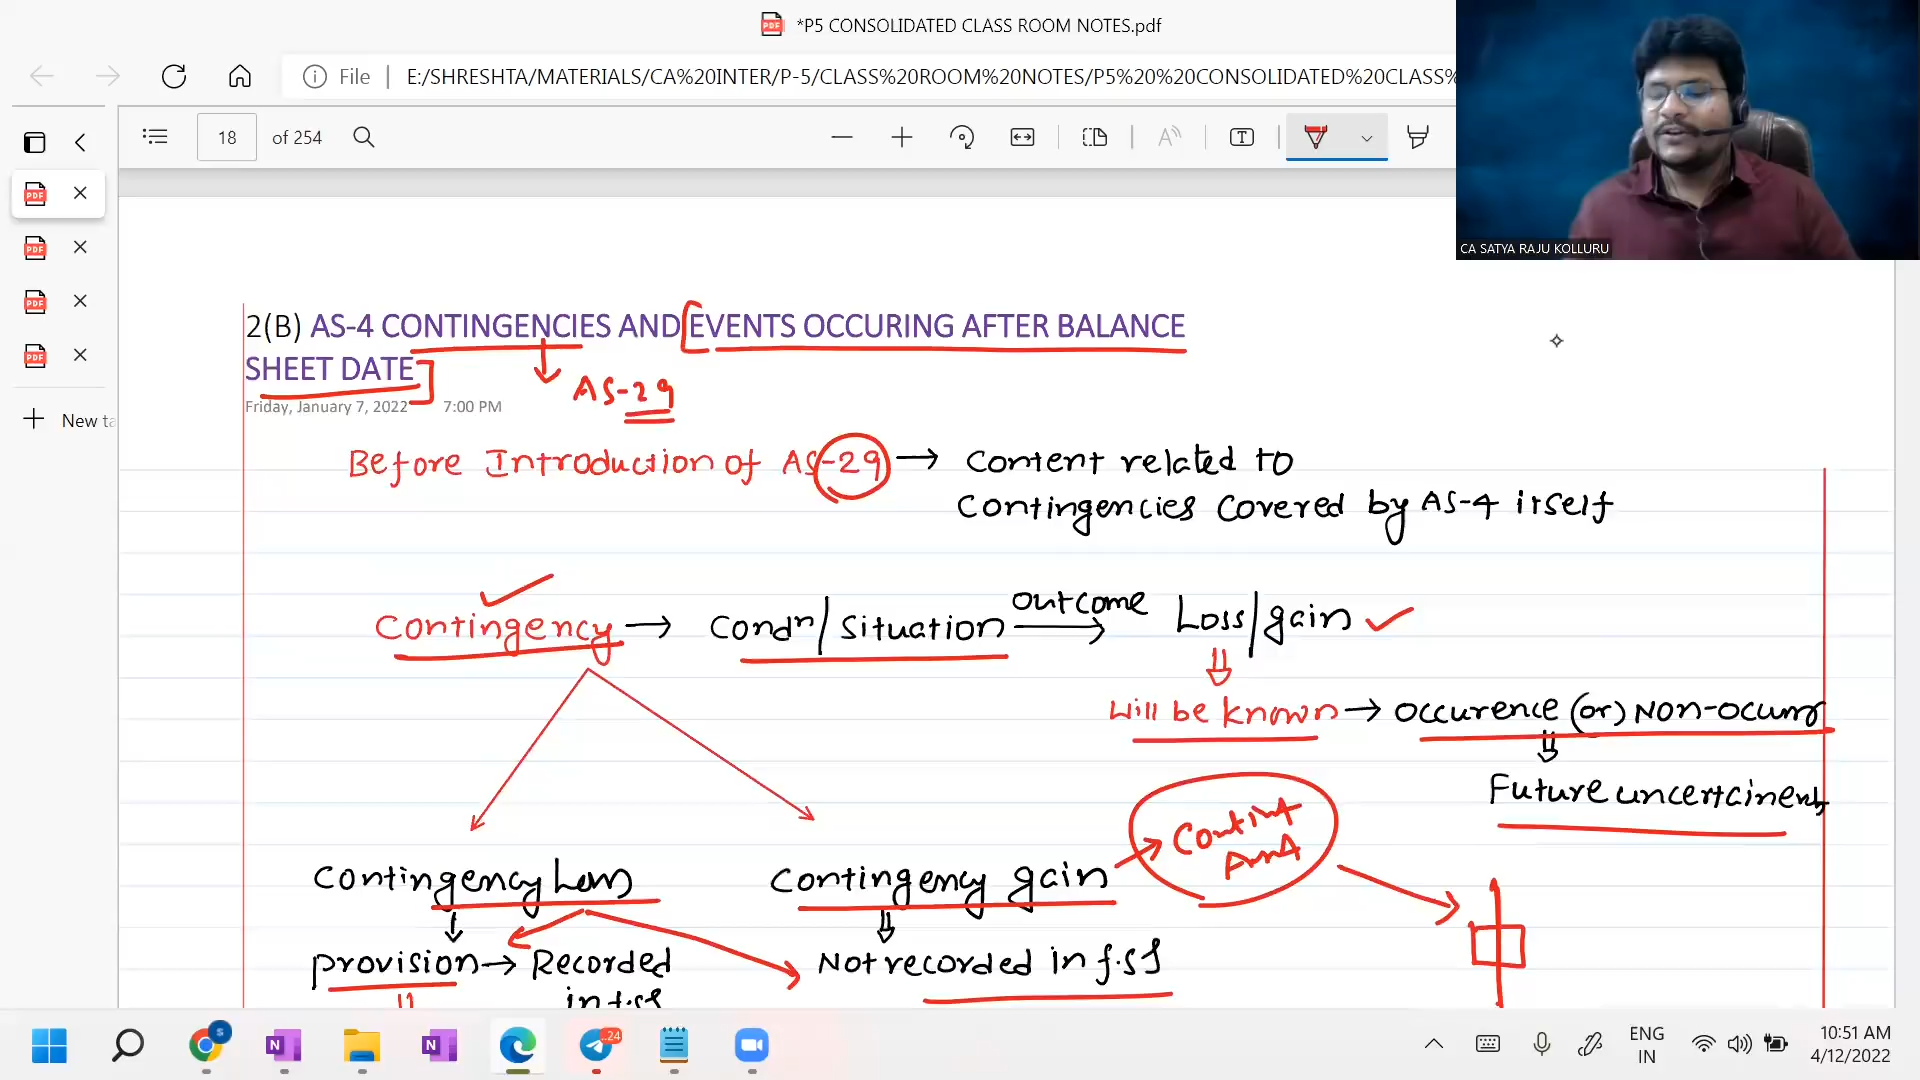 *P5 CONSOLIDATED CLASS ROOM NOTES.pdf
File | E:/SHRESHTA/MATERIALS/CA%20INTER/P-5/CLASS%20ROOM%20NOTES/P5%20%20CONSOLIDATED%20CLASS%
18 of 254
CA SATYA RAJU KOLLURU
2(B) AS-4 CONTINGENCIES AND EVENTS OCCURING AFTER BALANCE
SHEET DATE
AS-29
Friday, January 7, 2022 7:00 PM
New ta
Before Introduction of AS-29 → Content related to
Contingencies covered by AS-4 itself
Contingency → Condn/Situation outcome Loss/gain
Will be known → Occurence (or) Non-
Future
Contingency Loss Contingency gain
Provision → Recorded Not recorded in f.s
in f.s
ENG
IN
10:51 AM
4/12/2022
..24